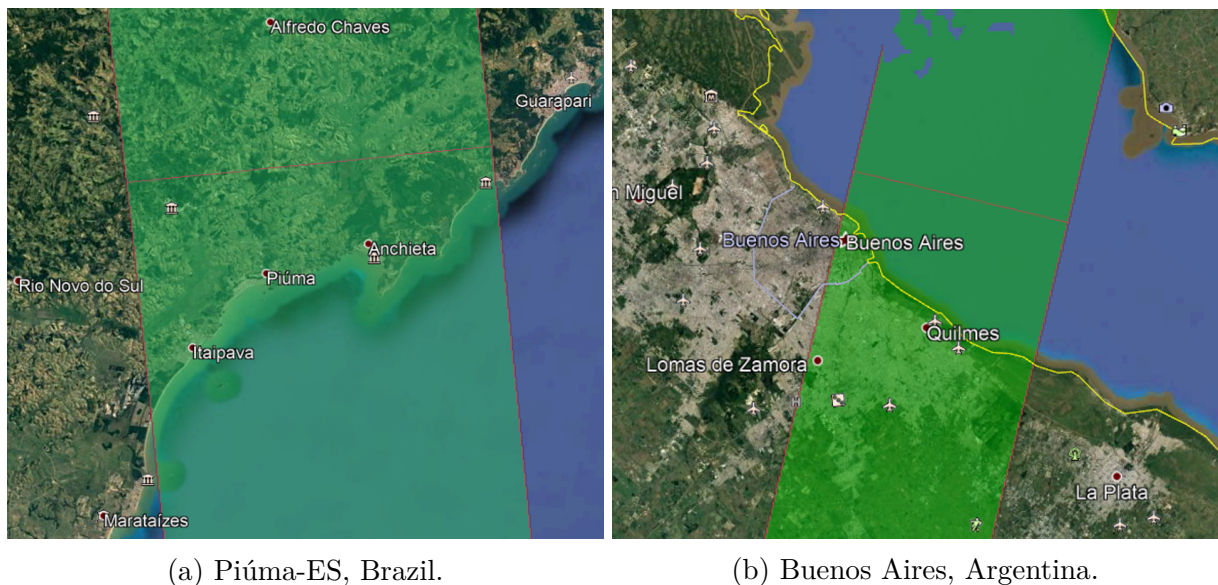 Alfredo Chaves
Guarapari
Anchieta
Piúma
Rio Novo do Sul
Itaipava
Marataízes
(a) Piúma-ES, Brazil.
M
n Miguel
Buenos Aires
Buenos Aires
Quilmes
Lomas de Zamora
H
La Plata
(b) Buenos Aires, Argentina.